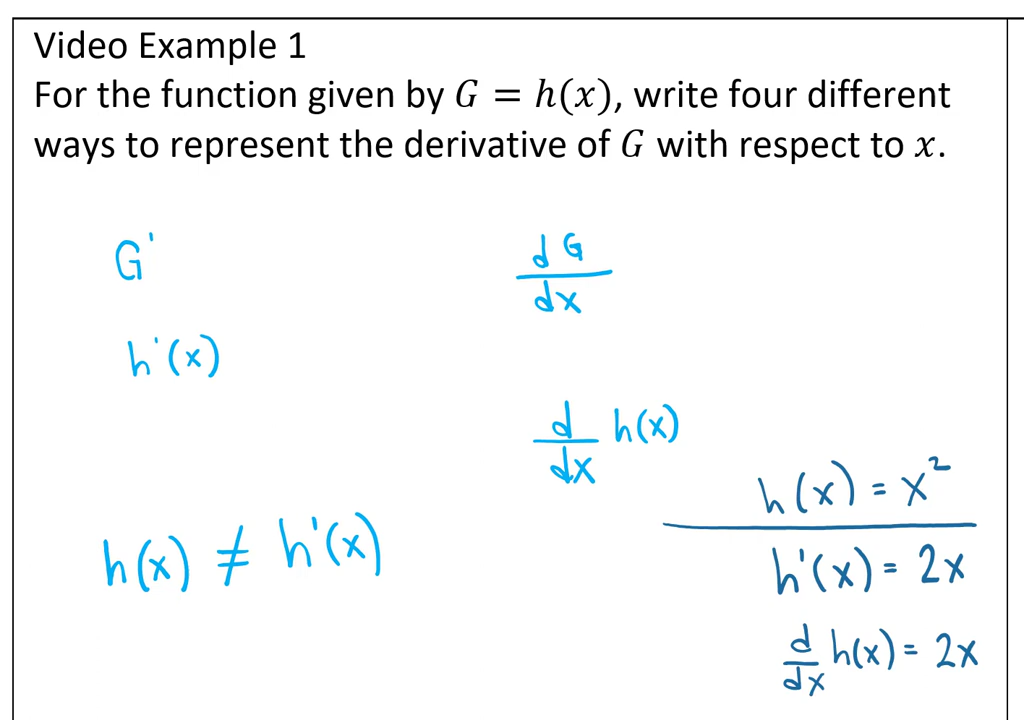 Video Example 1
For the function given by G = h(x), write four different
ways to represent the derivative of G with respect to x.
G'
dG/dx
h'(x)
d/dx h(x)
h(x) = x²
h(x) ≠ h'(x)
h'(x) = 2x
d/dx h(x) = 2x